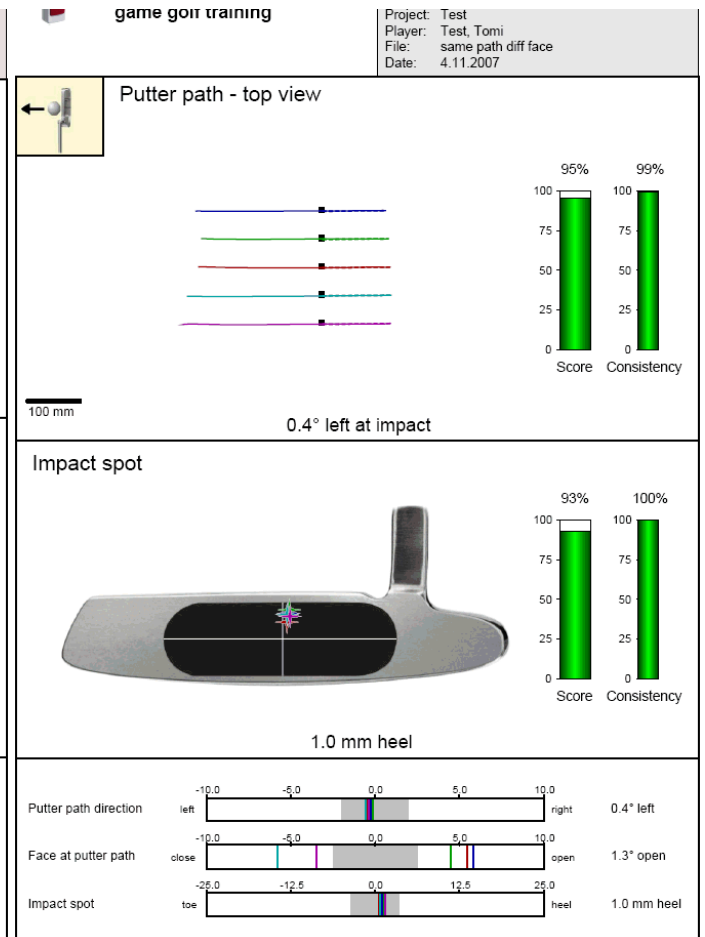 game golf training
Project: Test
Player: Test, Tomi
File: same path diff face
Date: 4.11.2007
Putter path - top view
95% 99%
100 100
75 75
50 50
25 25
0 0
Score Consistency
100 mm
0.4° left at impact
Impact spot
93% 100%
100 100
75 75
50 50
25 25
0 0
Score Consistency
1.0 mm heel
-10.0 -5.0 0.0 5.0 10.0
Putter path direction left right 0.4° left
-10.0 -5.0 0.0 5.0 10.0
Face at putter path close open 1.3° open
-25.0 -12.5 0.0 12.5 25.0
Impact spot toe heel 1.0 mm heel